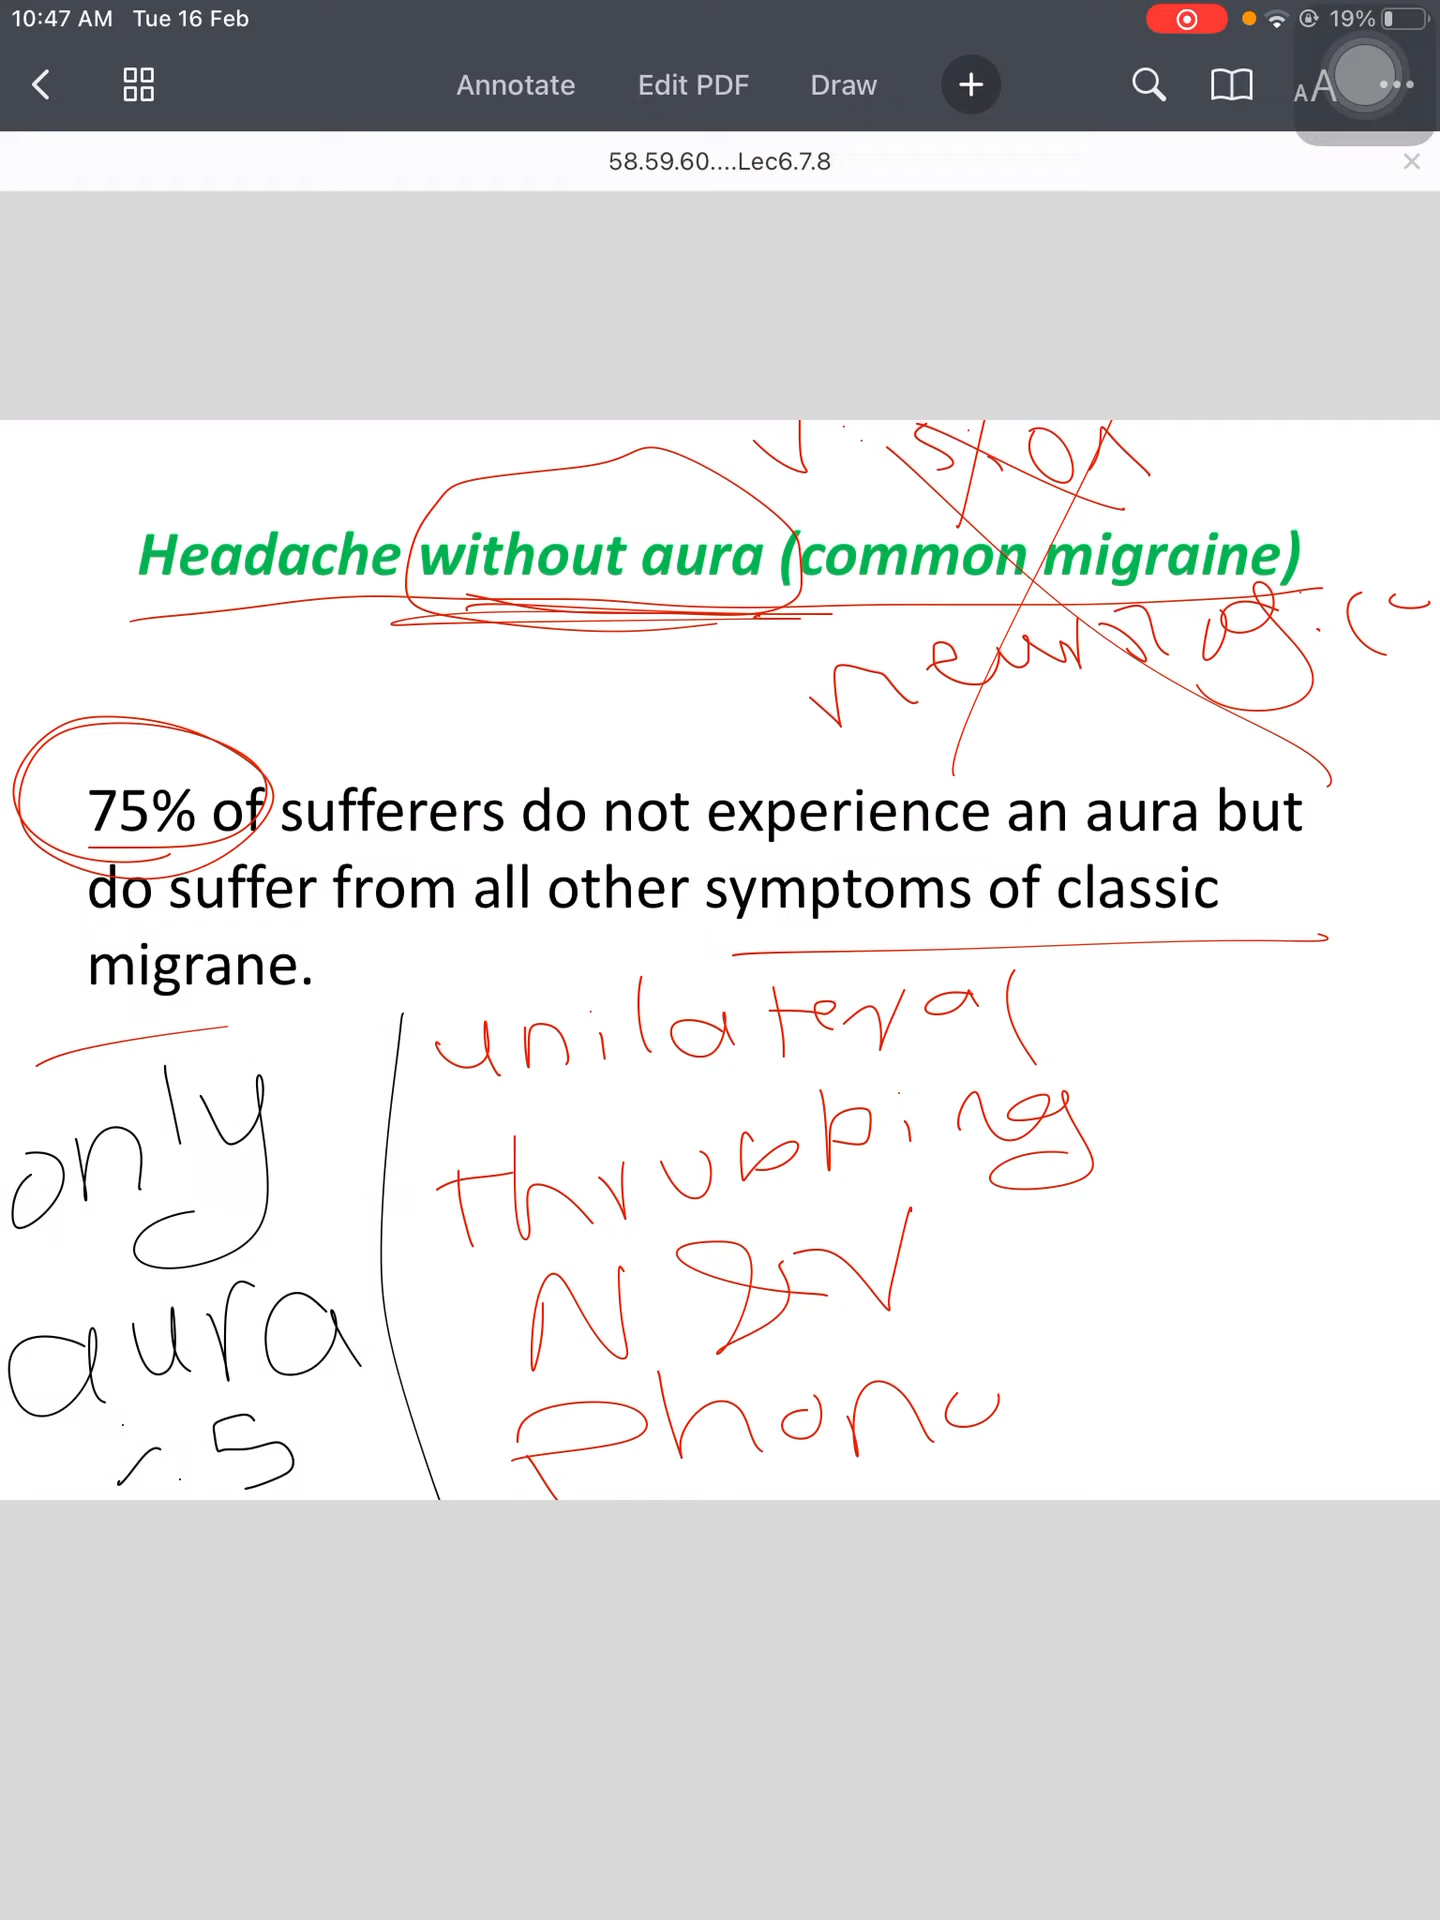 10:47 AM Tue 16 Feb 19%
Annotate Edit PDF Draw
AA
58.59.60....Lec6.7.8
Headache without aura (common migraine)
75% of sufferers do not experience an aura but
do suffer from all other symptoms of classic
migrane.
unilateral
only
aura
N & V
Phono